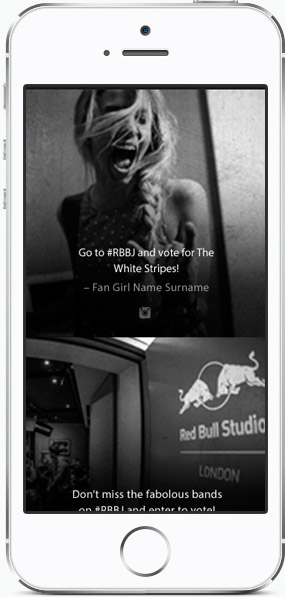 Go to #RBBJ and vote for The
White Stripes!
– Fan Girl Name Surname
Red Bull Studio
LONDON
Don't miss the fabolous bands
on #RBBJ and enter to vote!